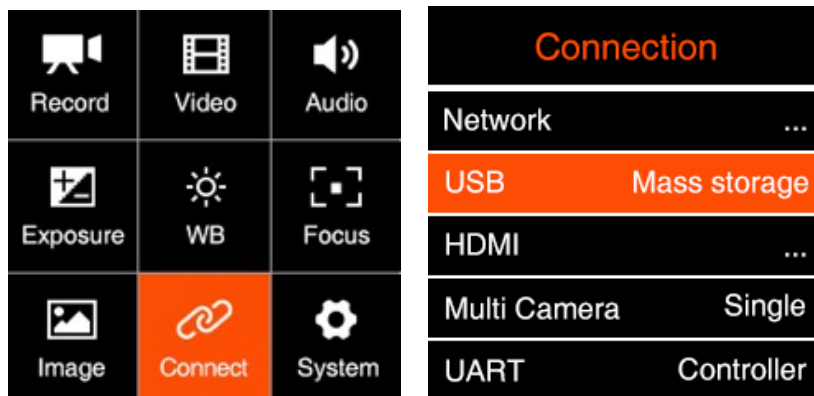 Record Video Audio
Exposure WB Focus
Image Connect System
Connection
Network ...
USB Mass storage
HDMI ...
Multi Camera Single
UART Controller